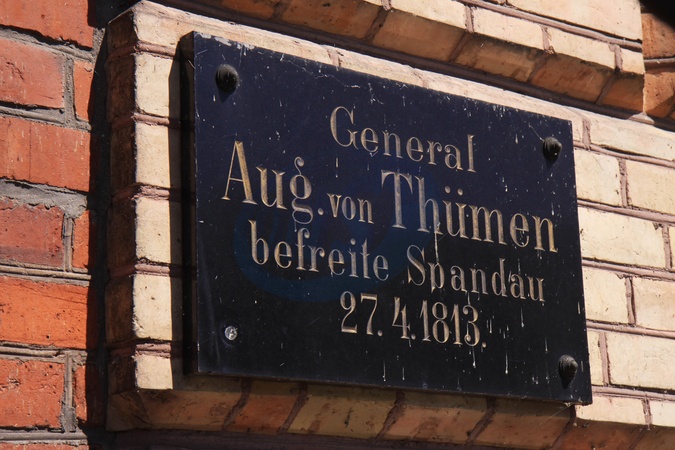 General
Aug. von Thümen
befreite Spandau
27. 4. 1813.